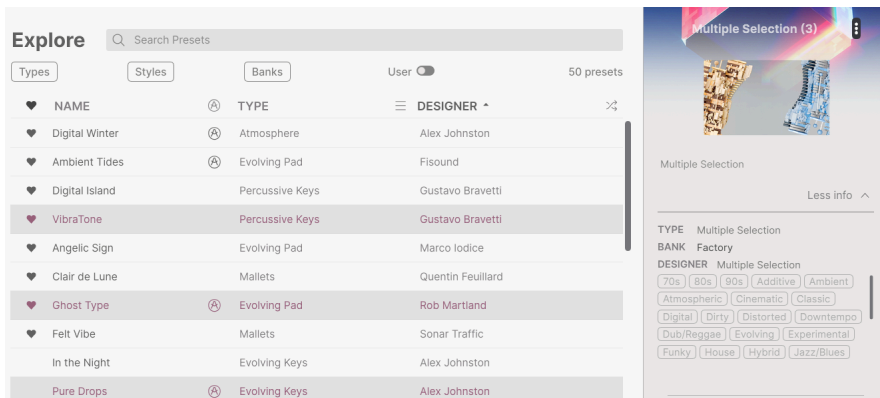 Explore
Search Presets
Types Styles Banks User 50 presets
NAME TYPE DESIGNER
Digital Winter Atmosphere Alex Johnston
Ambient Tides Evolving Pad Fisound
Digital Island Percussive Keys Gustavo Bravetti
VibraTone Percussive Keys Gustavo Bravetti
Angelic Sign Evolving Pad Marco Iodice
Clair de Lune Mallets Quentin Feuillard
Ghost Type Evolving Pad Rob Martland
Felt Vibe Mallets Sonar Traffic
In the Night Evolving Keys Alex Johnston
Pure Drops Evolving Keys Alex Johnston
Multiple Selection (3)
Multiple Selection
Less info
TYPE Multiple Selection
BANK Factory
DESIGNER Multiple Selection
70s 80s 90s Additive Ambient
Atmospheric Cinematic Classic
Digital Dirty Distorted Downtempo
Dub/Reggae Evolving Experimental
Funky House Hybrid Jazz/Blues